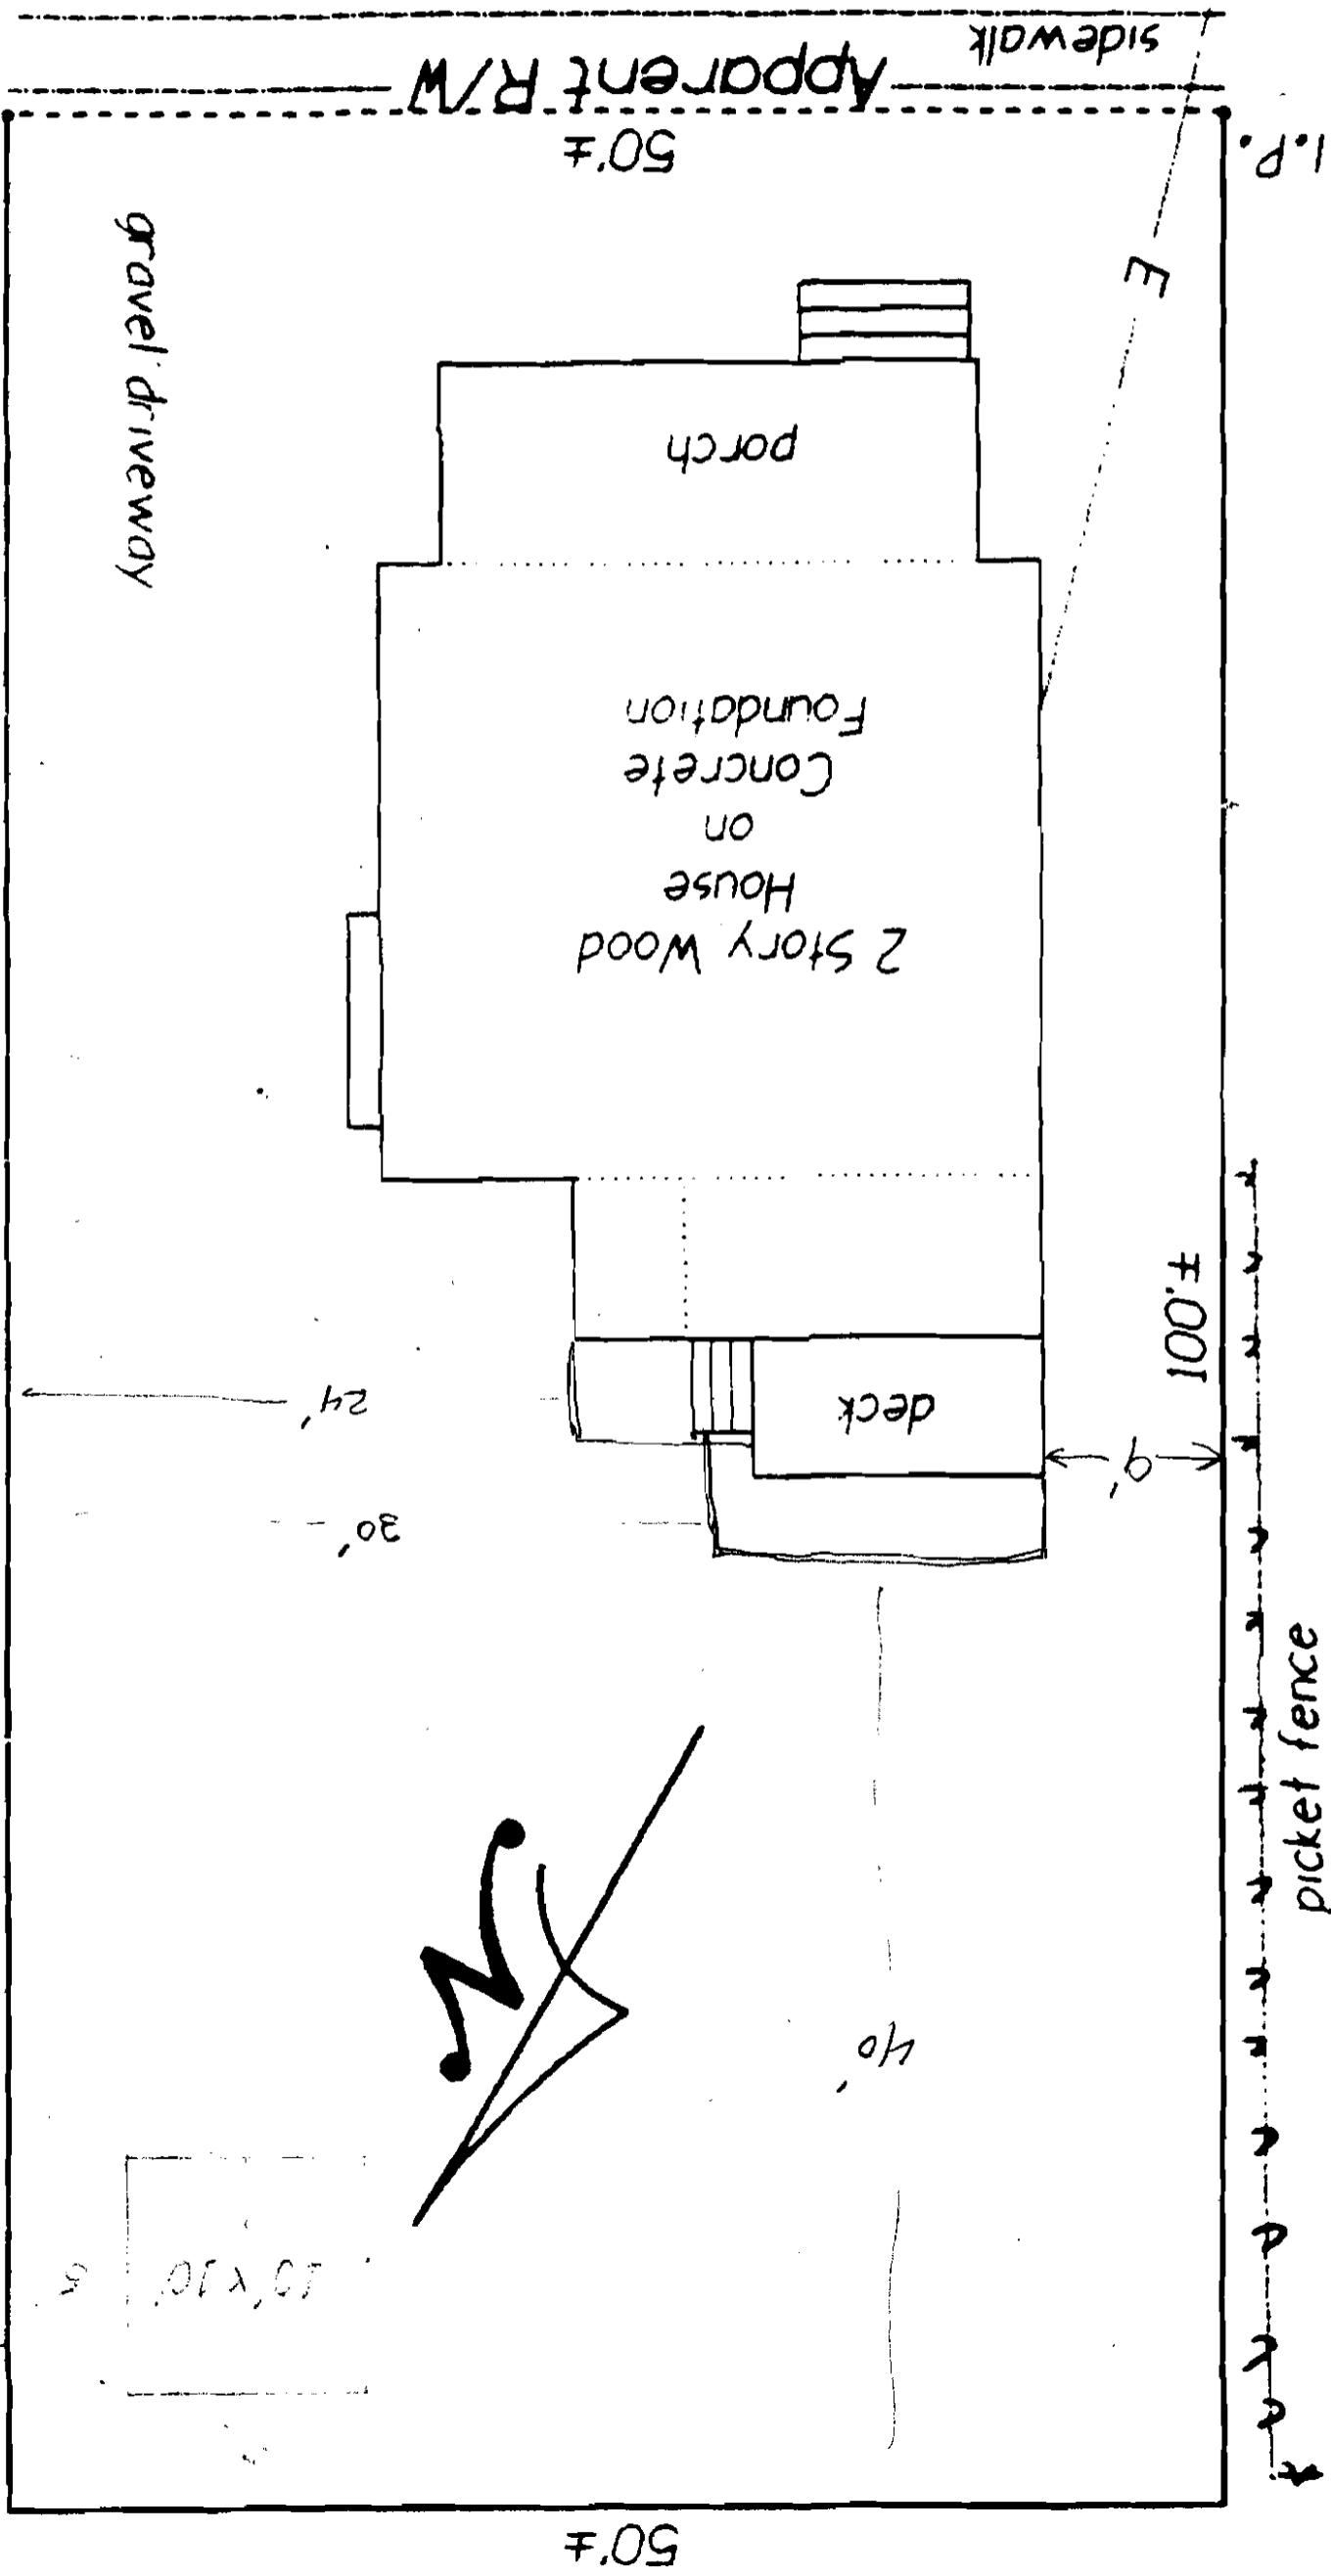 50'±
10' x 10'
40'
N
picket fence
30'
9'
24'
deck
100'±
2 Story Wood
House
on
Concrete
Foundation
porch
gravel driveway
E
I.P.
50'±
Apparent R/W
sidewalk